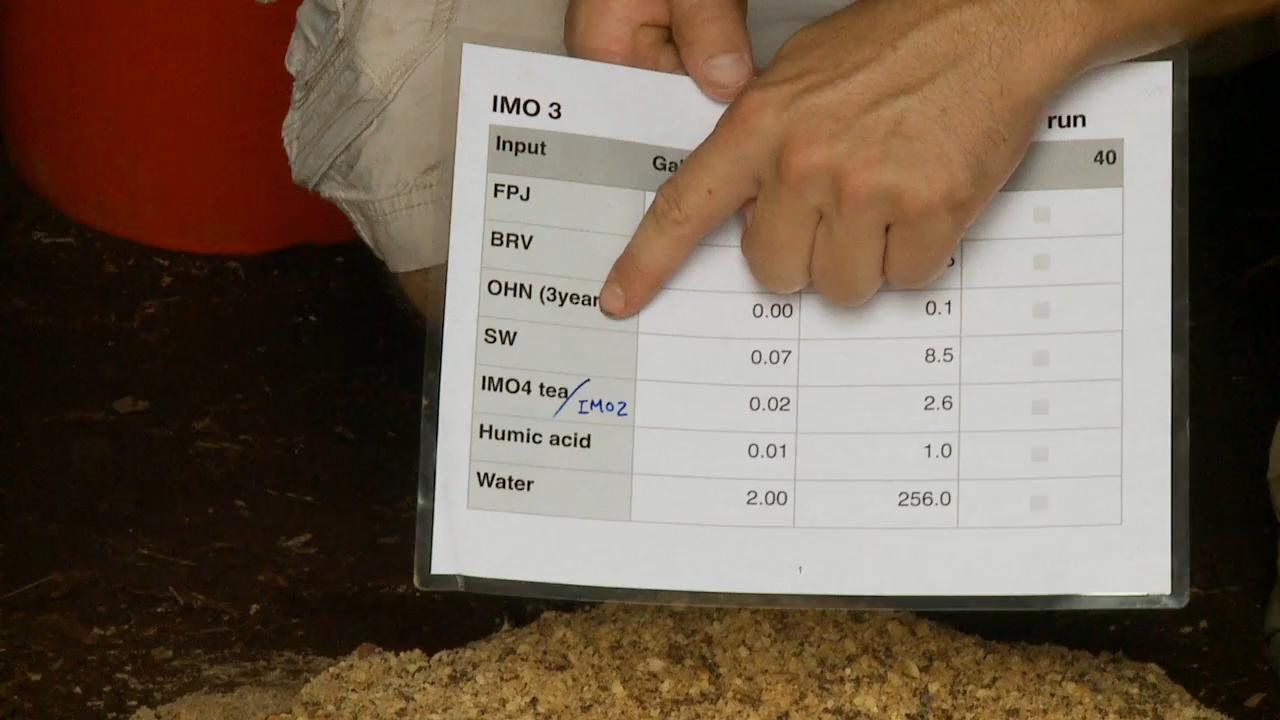 IMO 3 run
Input 40
FPJ
BRV
OHN (3year 0.00 0.1
SW 0.07 8.5
IMO4 tea/IMO2 0.02 2.6
Humic acid 0.01 1.0
Water 2.00 256.0
1